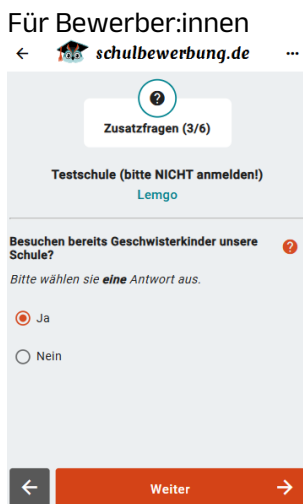 Für Bewerber:innen
schulbewerbung.de
Zusatzfragen (3/6)
Testschule (bitte NICHT anmelden!)
Lemgo
Besuchen bereits Geschwisterkinder unsere
Schule?
Bitte wählen sie eine Antwort aus.
Ja
Nein
Weiter